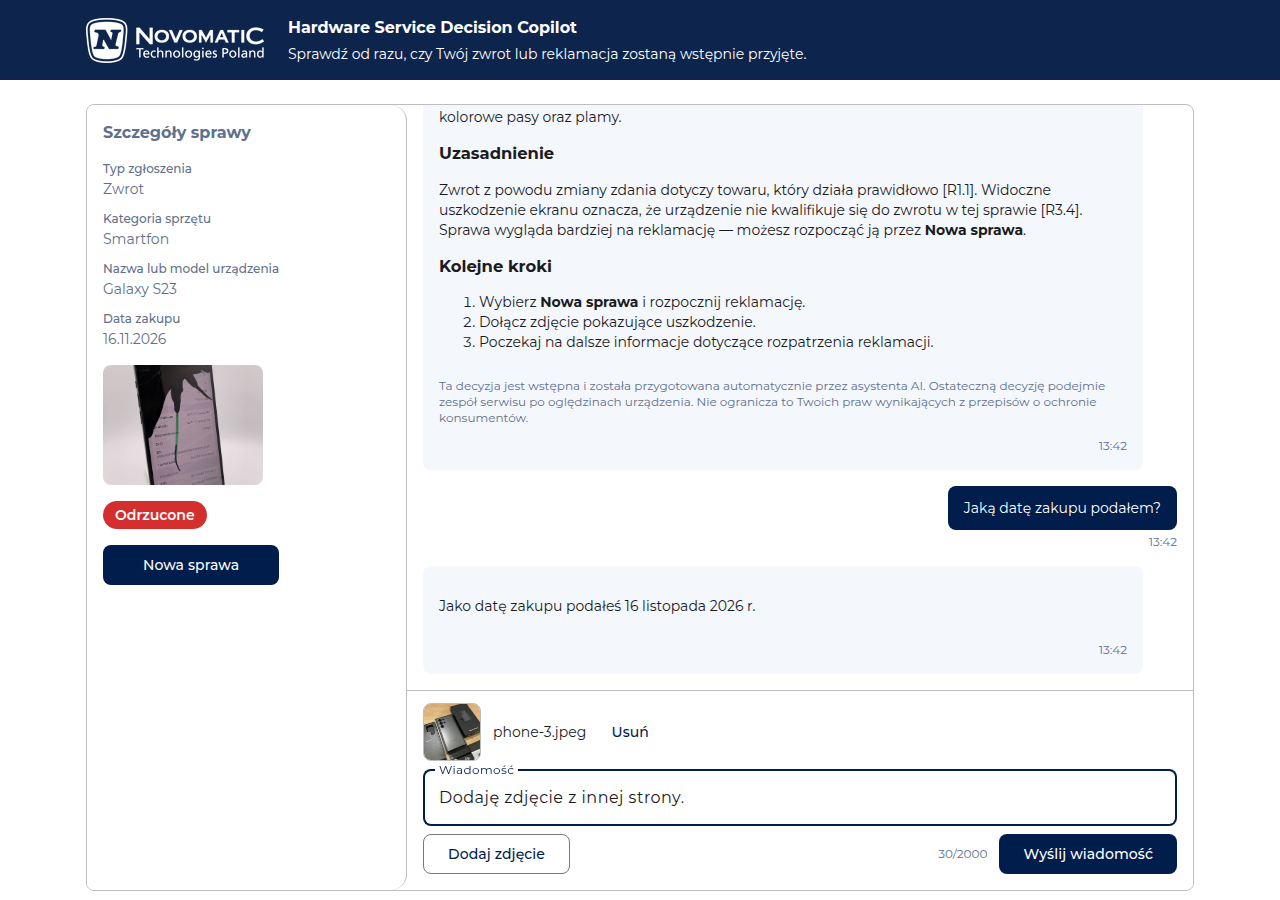 NOVOMATIC
Technologies Poland
Hardware Service Decision Copilot
Sprawdź od razu, czy Twój zwrot lub reklamacja zostaną wstępnie przyjęte.
Szczegóły sprawy
Typ zgłoszenia
Zwrot
Kategoria sprzętu
Smartfon
Nazwa lub model urządzenia
Galaxy S23
Data zakupu
16.11.2026
Odrzucone
Nowa sprawa
kolorowe pasy oraz plamy.
Uzasadnienie
Zwrot z powodu zmiany zdania dotyczy towaru, który działa prawidłowo [R1.1]. Widoczne
uszkodzenie ekranu oznacza, że urządzenie nie kwalifikuje się do zwrotu w tej sprawie [R3.4].
Sprawa wygląda bardziej na reklamację — możesz rozpocząć ją przez Nowa sprawa.
Kolejne kroki
1. Wybierz Nowa sprawa i rozpocznij reklamację.
2. Dołącz zdjęcie pokazujące uszkodzenie.
3. Poczekaj na dalsze informacje dotyczące rozpatrzenia reklamacji.
Ta decyzja jest wstępna i została przygotowana automatycznie przez asystenta AI. Ostateczną decyzję podejmie
zespół serwisu po oględzinach urządzenia. Nie ogranicza to Twoich praw wynikających z przepisów o ochronie
konsumentów.
13:42
Jaką datę zakupu podałem?
13:42
Jako datę zakupu podałeś 16 listopada 2026 r.
13:42
phone-3.jpeg Usuń
Wiadomość
Dodaję zdjęcie z innej strony.
Dodaj zdjęcie
30/2000
Wyślij wiadomość